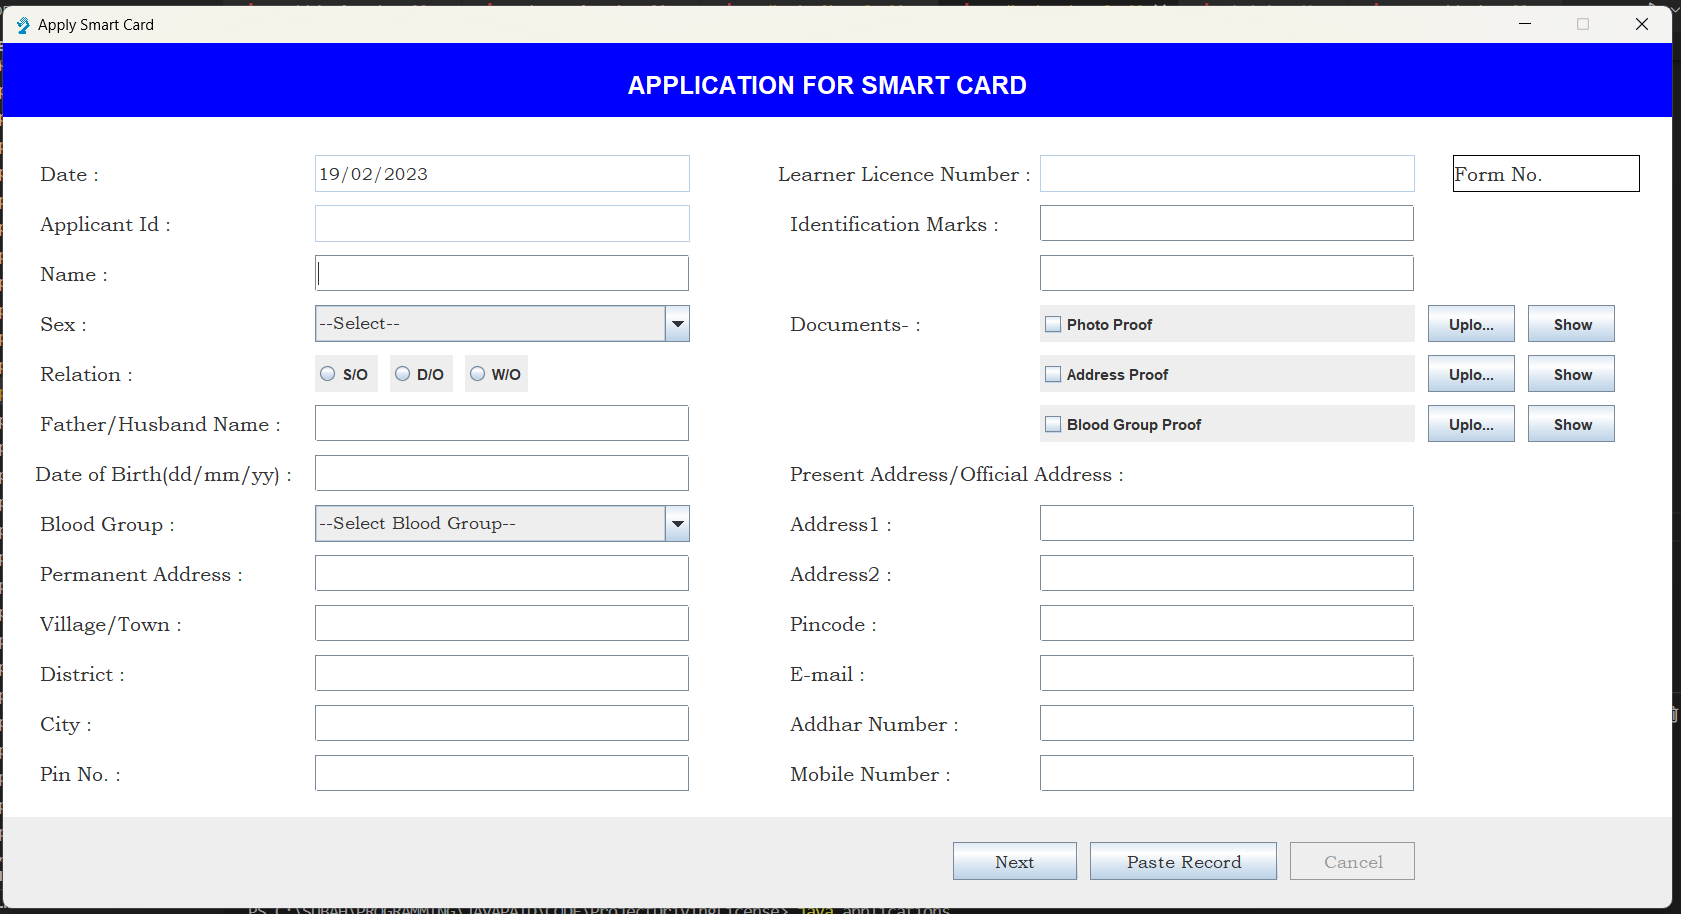 Apply Smart Card
APPLICATION FOR SMART CARD
Date :
19/02/2023
Applicant Id :
Name :
Sex :
--Select--
Relation :
S/O
D/O
W/O
Father/Husband Name :
Date of Birth(dd/mm/yy) :
Blood Group :
--Select Blood Group--
Permanent Address :
Village/Town :
District :
City :
Pin No. :
Learner Licence Number :
Form No.
Identification Marks :
Documents- :
Photo Proof
Uplo...
Show
Address Proof
Uplo...
Show
Blood Group Proof
Uplo...
Show
Present Address/Official Address :
Address1 :
Address2 :
Pincode :
E-mail :
Addhar Number :
Mobile Number :
Next
Paste Record
Cancel